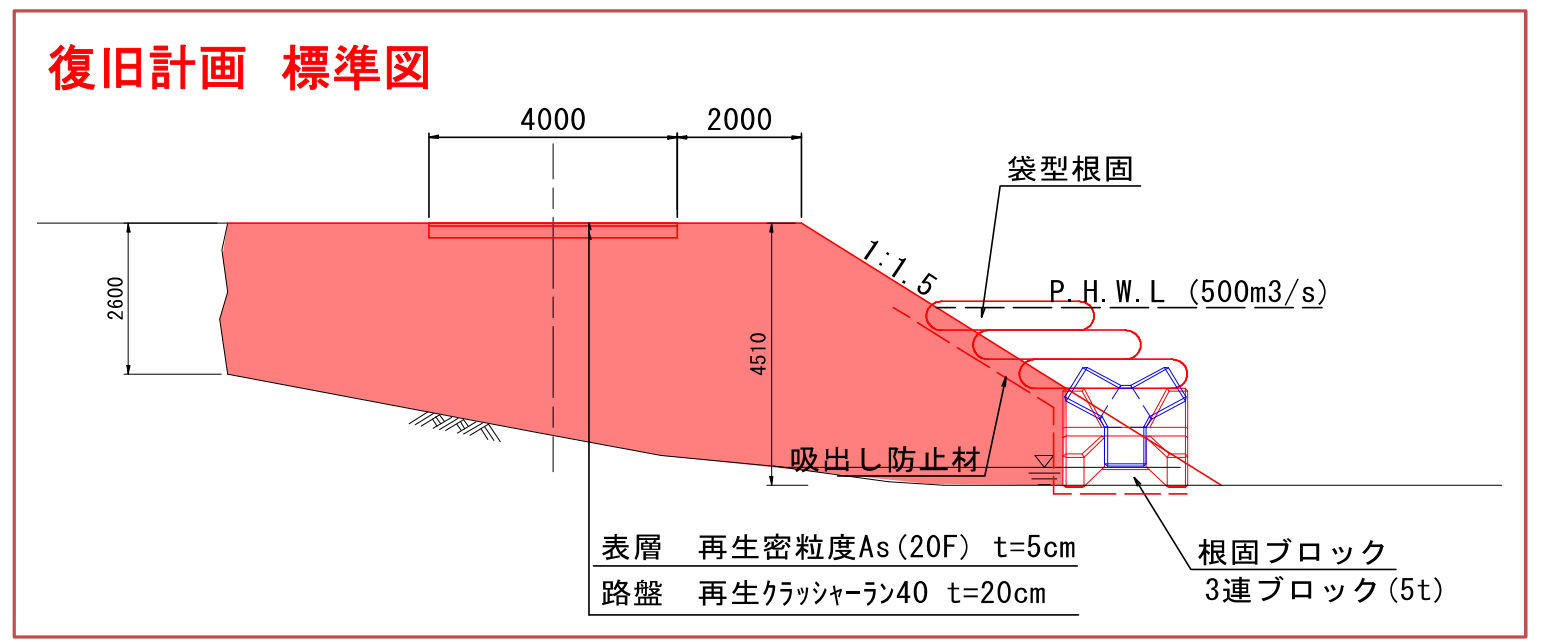 復旧計画　標準図
4000
2000
袋型根固
1:1.5
P.H.W.L (500m3/s)
2600
4510
吸出し防止材
表層　再生密粒度As(20F) t=5cm
路盤　再生ｸﾗｯｼｬｰﾗﾝ40 t=20cm
根固ブロック
3連ブロック(5t)